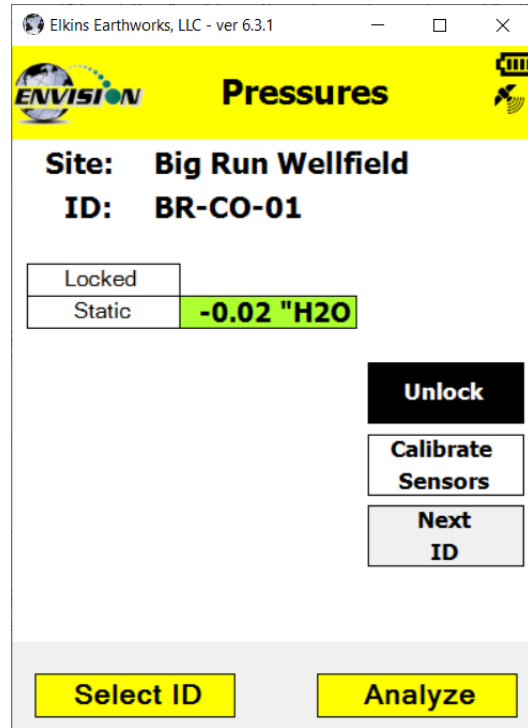 Elkins Earthworks, LLC - ver 6.3.1
ENVISION
Pressures
Site: Big Run Wellfield
ID: BR-CO-01
Locked
Static -0.02 "H2O
Unlock
Calibrate
Sensors
Next
ID
Select ID
Analyze